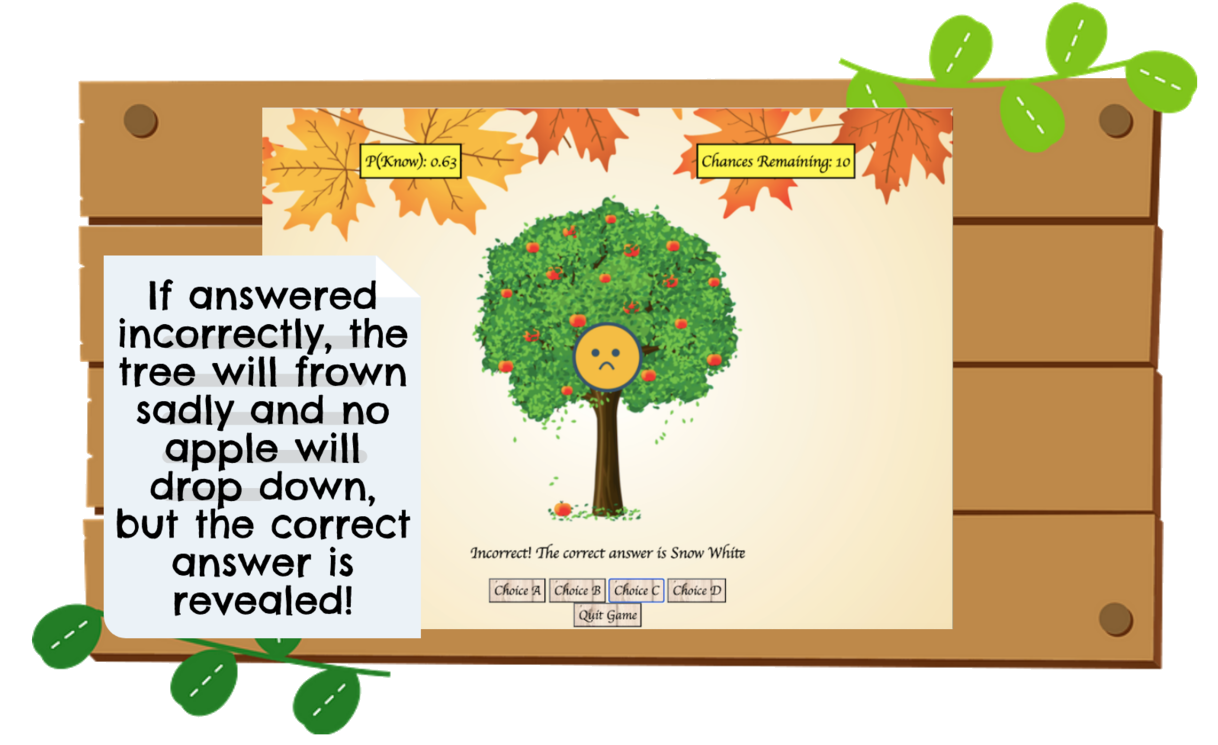 P(Know): 0.63
Chances Remaining: 10
If answered
incorrectly, the
tree will frown
sadly and no
apple will
drop down,
but the correct
answer is
revealed!
Incorrect! The correct answer is Snow White
Choice A
Choice B
Choice C
Choice D
Quit Game